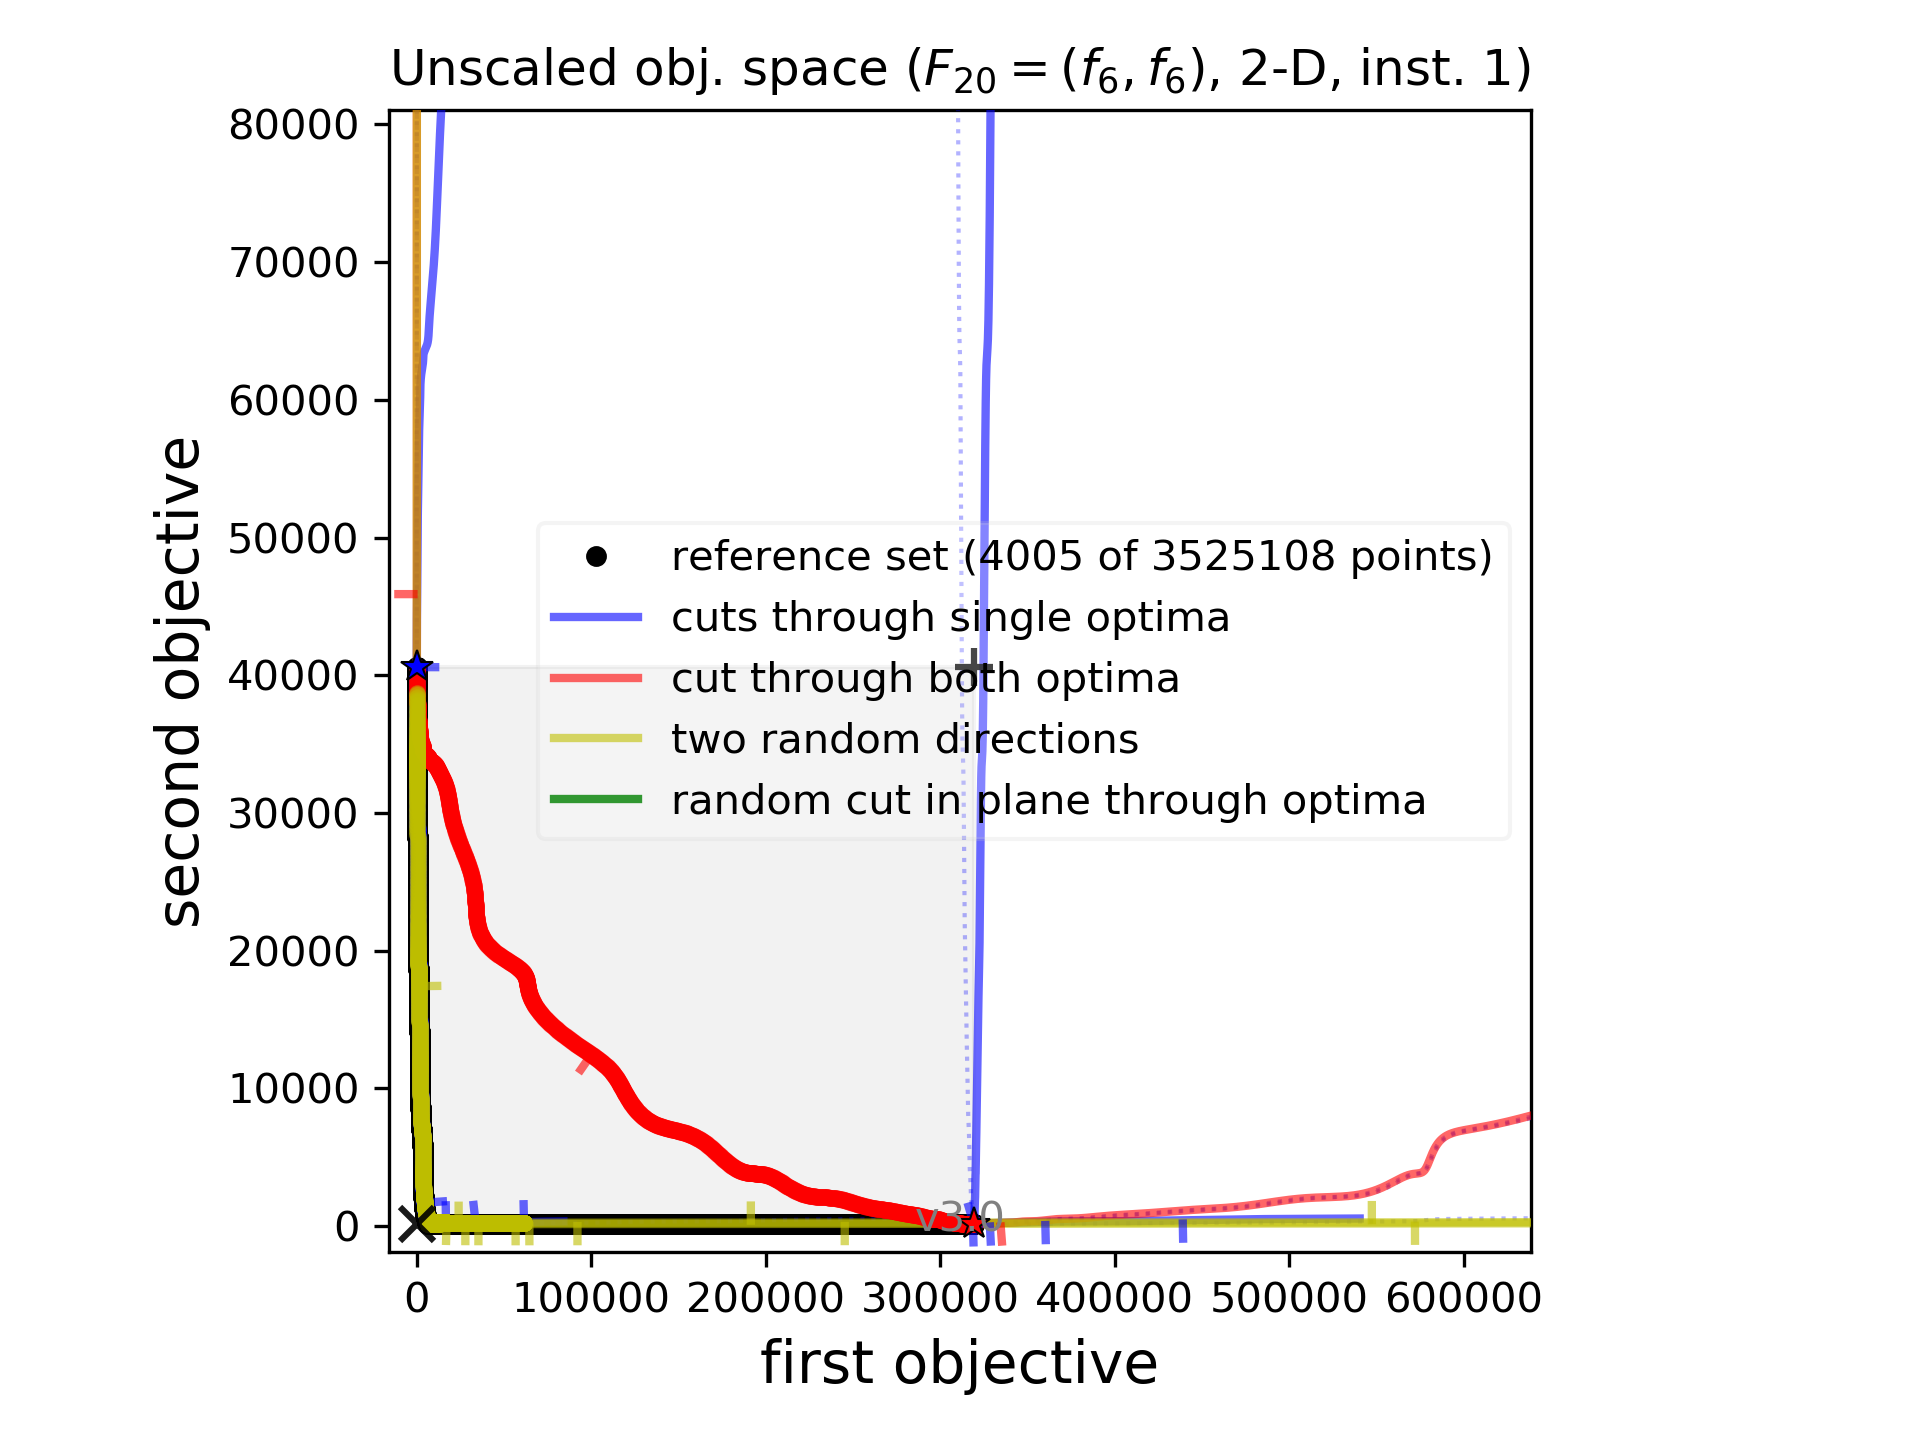 Unscaled obj. space (F₂₀ = (f₆, f₆), 2-D, inst. 1)
80000
70000
60000
50000
40000
30000
20000
10000
0
second objective
reference set (4005 of 3525108 points)
cuts through single optima
cut through both optima
two random directions
random cut in plane through optima
v3.0
0 100000 200000 300000 400000 500000 600000
first objective